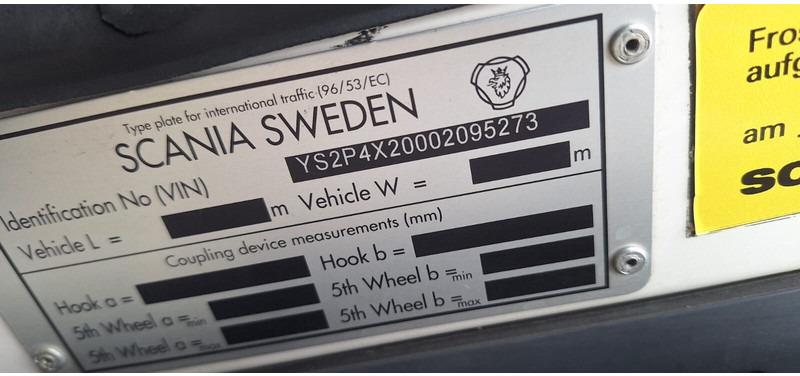 Type plate for international traffic (96/53/EC)
SCANIA SWEDEN
Identification No (VIN) YS2P4X20002095273
Vehicle L = m Vehicle W = m
Coupling device measurements (mm)
Hook a = Hook b =
5th Wheel a =min 5th Wheel b =min
5th Wheel a =max 5th Wheel b =max
Fros
aufg
am
sc